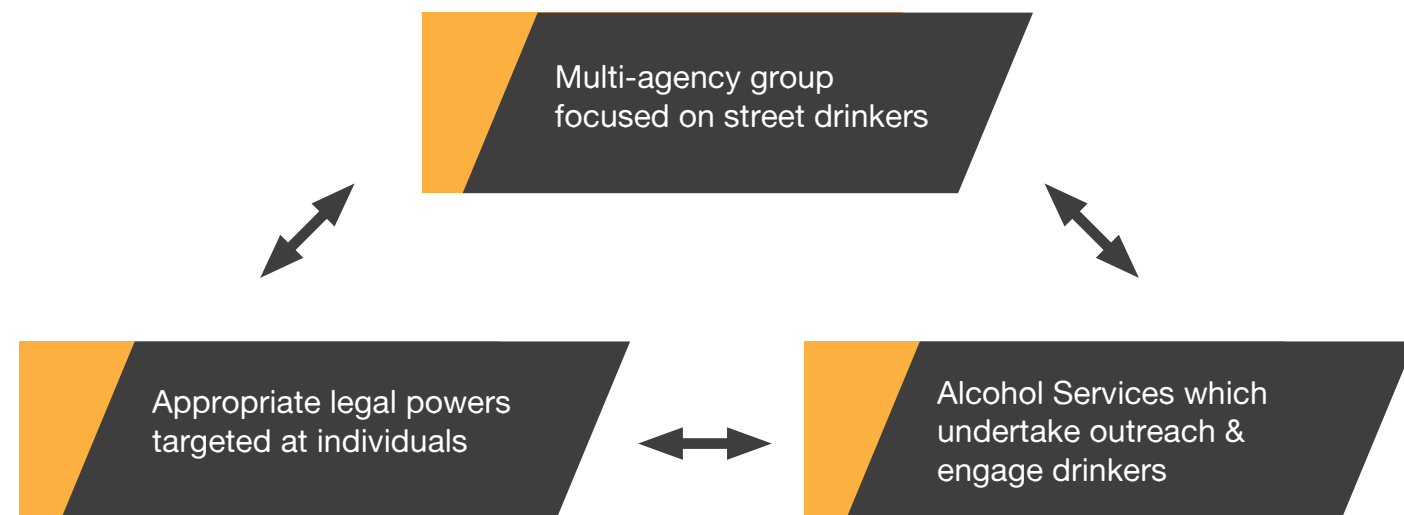 Multi-agency group
focused on street drinkers
Appropriate legal powers
targeted at individuals
Alcohol Services which
undertake outreach &
engage drinkers